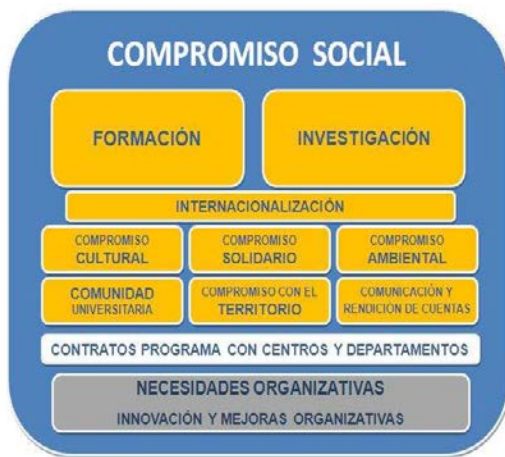 COMPROMISO SOCIAL
FORMACIÓN
INVESTIGACIÓN
INTERNACIONALIZACIÓN
COMPROMISO
CULTURAL
COMPROMISO
SOLIDARIO
COMPROMISO
AMBIENTAL
COMUNIDAD
UNIVERSITARIA
COMPROMISO CON EL
TERRITORIO
COMUNICACIÓN Y
RENDICIÓN DE CUENTAS
CONTRATOS PROGRAMA CON CENTROS Y DEPARTAMENTOS
NECESIDADES ORGANIZATIVAS
INNOVACIÓN Y MEJORAS ORGANIZATIVAS